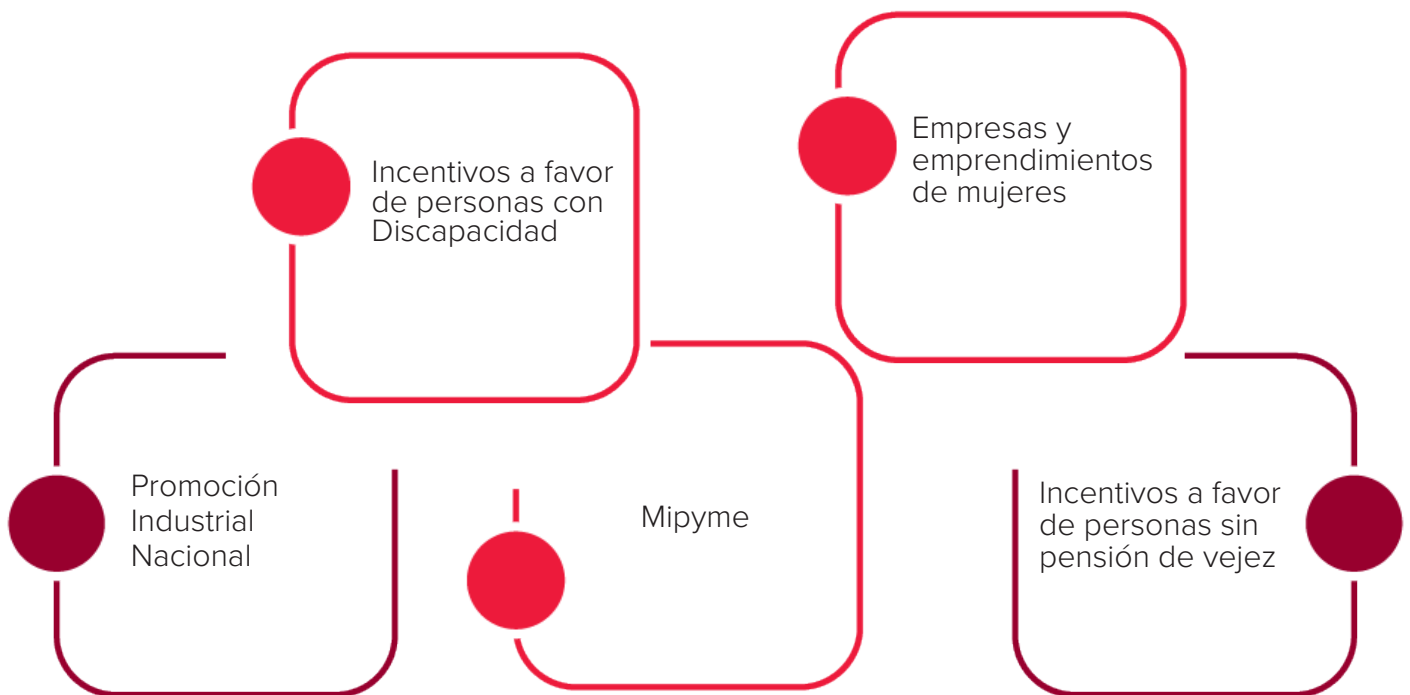 Incentivos a favor
de personas con
Discapacidad
Empresas y
emprendimientos
de mujeres
Promoción
Industrial
Nacional
Mipyme
Incentivos a favor
de personas sin
pensión de vejez